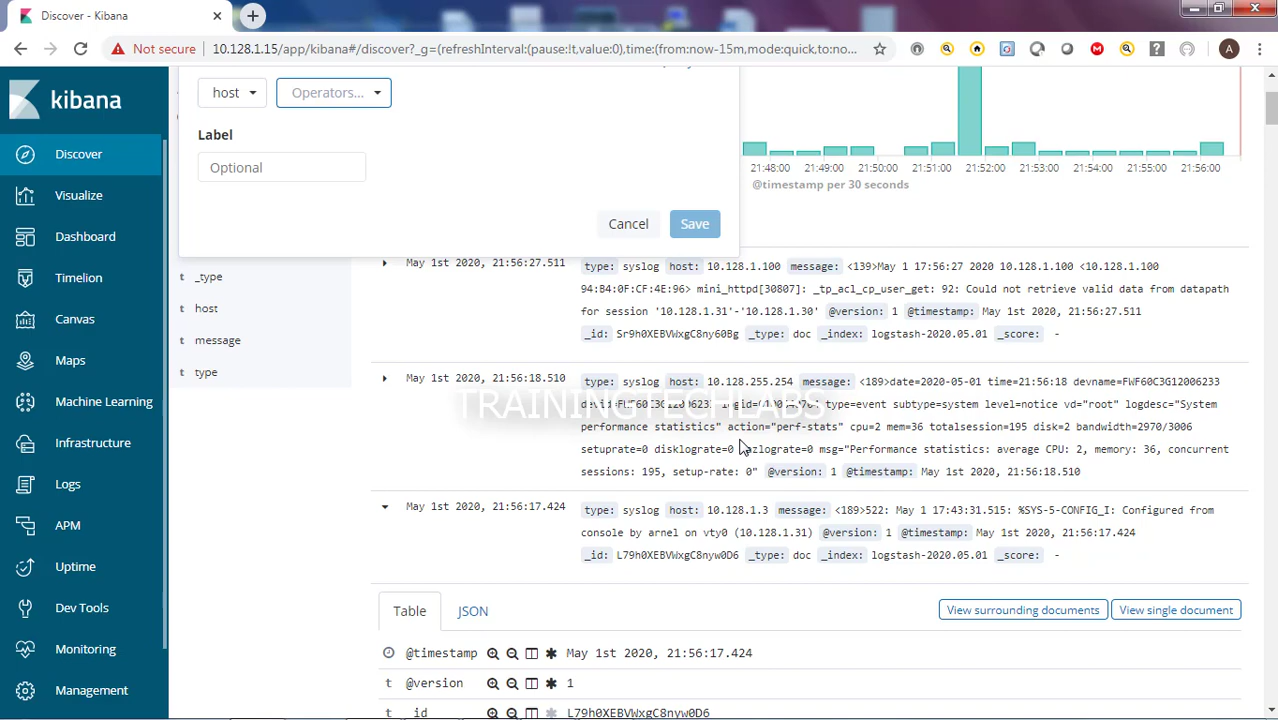 Discover - Kibana
Not secure
10.128.1.15/app/kibana#/discover?_g=(refreshInterval:(pause:!t,value:0),time:(from:now-15m,mode:quick,to:no...
A
kibana
Discover
Visualize
Dashboard
Timelion
Canvas
Maps
Machine Learning
Infrastructure
Logs
APM
Uptime
Dev Tools
Monitoring
Management
host
Operators...
Label
Optional
Cancel
Save
t _type
t host
t message
t type
21:48:00 21:49:00 21:50:00 21:51:00 21:52:00 21:53:00 21:54:00 21:55:00 21:56:00
@timestamp per 30 seconds
May 1st 2020, 21:56:27.511
type: syslog host: 10.128.1.100 message: <139>May 1 17:56:27 2020 10.128.1.100 <10.128.1.100
94:B4:0F:CF:4E:96> mini_httpd[30807]: _tp_acl_cp_user_get: 92: Could not retrieve valid data from datapath
for session '10.128.1.31'-'10.128.1.30' @version: 1 @timestamp: May 1st 2020, 21:56:27.511
_id: Sr9h0XEBVWxgC8ny60Bg _type: doc _index: logstash-2020.05.01 _score: -
May 1st 2020, 21:56:18.510
type: syslog host: 10.128.255.254 message: <189>date=2020-05-01 time=21:56:18 devname=FWF60C3G12006233
type=event subtype=system level=notice vd="root" logdesc="System
TRAININGTECHLABS
performance statistics" action="perf-stats" cpu=2 mem=36 totalsession=195 disk=2 bandwidth=2970/3006
setuprate=0 disklograte=0 msg="Performance statistics: average CPU: 2, memory: 36, concurrent
sessions: 195, setup-rate: 0" @version: 1 @timestamp: May 1st 2020, 21:56:18.510
May 1st 2020, 21:56:17.424
type: syslog host: 10.128.1.3 message: <189>522: May 1 17:43:31.515: %SYS-5-CONFIG_I: Configured from
console by arnel on vty0 (10.128.1.31) @version: 1 @timestamp: May 1st 2020, 21:56:17.424
_id: L79h0XEBVWxgC8nyw0D6 _type: doc _index: logstash-2020.05.01 _score: -
Table
JSON
View surrounding documents
View single document
@timestamp May 1st 2020, 21:56:17.424
t @version 1
t _id L79h0XEBVWxgC8nyw0D6